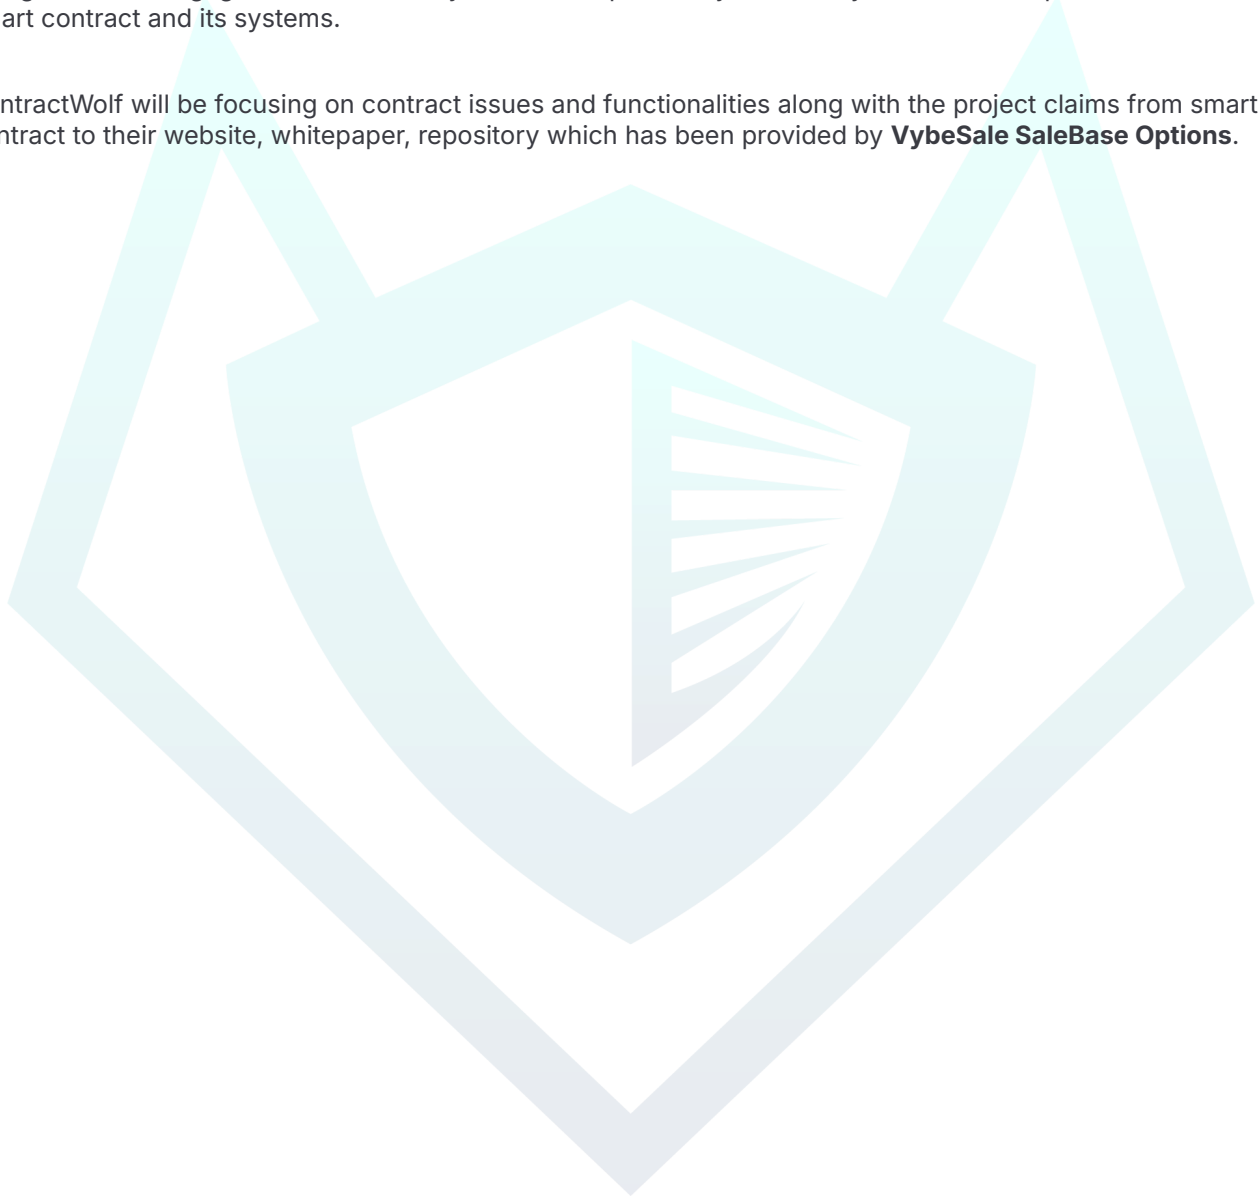 art contract and its systems.
ntractWolf will be focusing on contract issues and functionalities along with the project claims from smart
ntract to their website, whitepaper, repository which has been provided by VybeSale SaleBase Options.